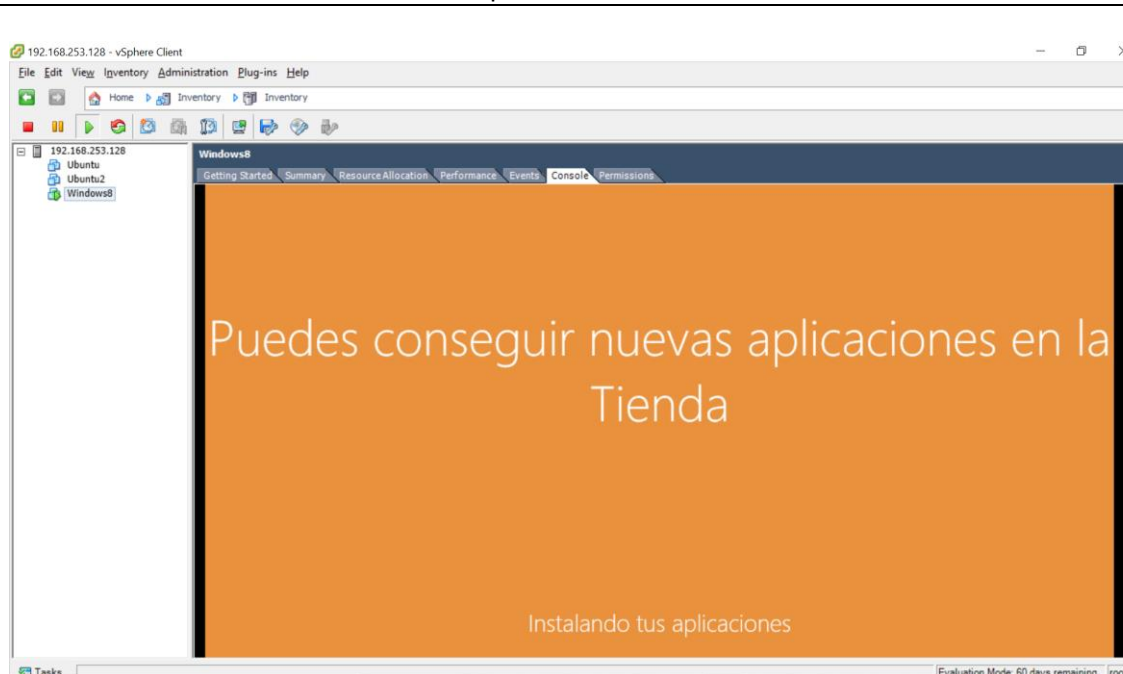 192.168.253.128 - vSphere Client
File Edit View Inventory Administration Plug-ins Help
Home Inventory Inventory
192.168.253.128
Ubuntu
Ubuntu2
Windows8
Windows8
Getting Started Summary Resource Allocation Performance Events Console Permissions
Puedes conseguir nuevas aplicaciones en la
Tienda
Instalando tus aplicaciones
Tasks
Evaluation Mode: 60 days remaining